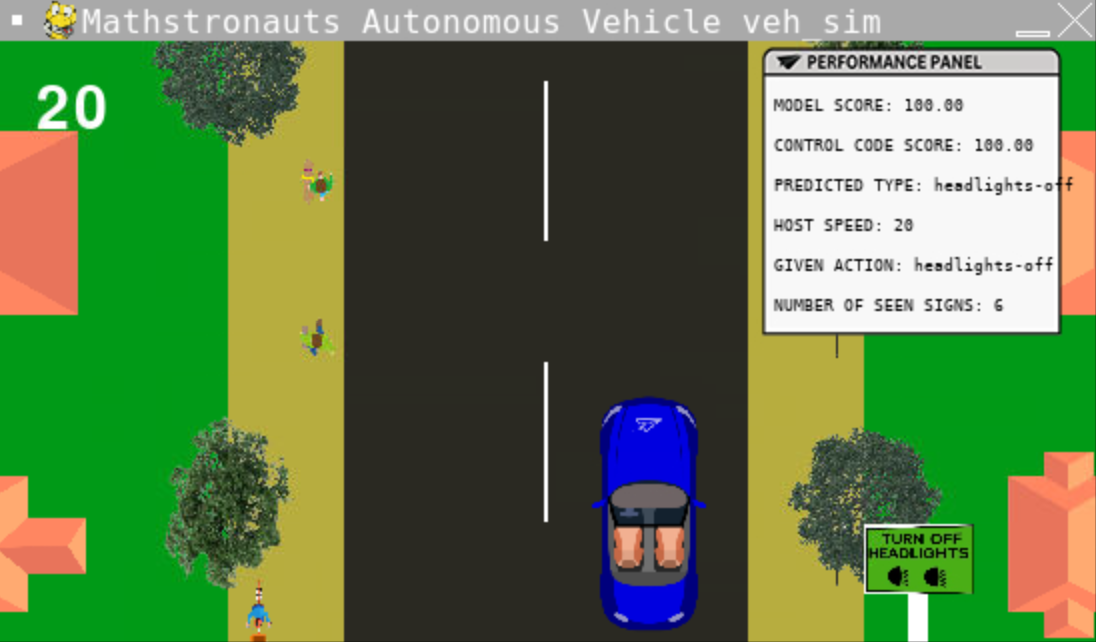 Mathstronauts Autonomous Vehicle veh_sim
20
PERFORMANCE PANEL
MODEL SCORE: 100.00
CONTROL CODE SCORE: 100.00
PREDICTED TYPE: headlights-off
HOST SPEED: 20
GIVEN ACTION: headlights-off
NUMBER OF SEEN SIGNS: 6
TURN OFF
HEADLIGHTS